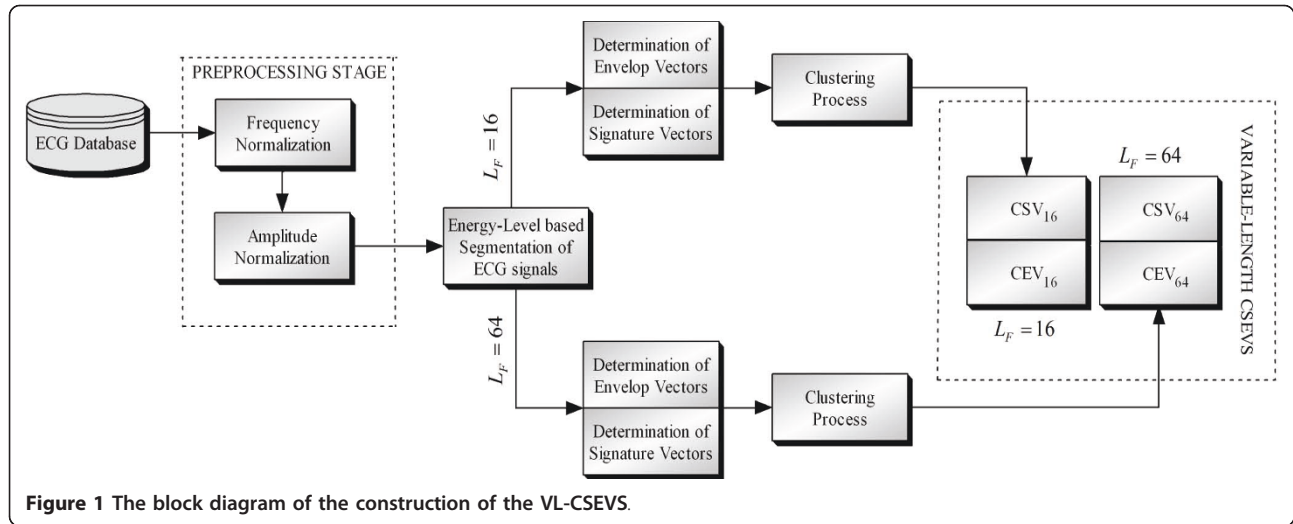 PREPROCESSING STAGE
ECG Database
Frequency
Normalization
Amplitude
Normalization
Energy-Level based
Segmentation of
ECG signals
L_F = 16
L_F = 64
Determination of
Envelop Vectors
Determination of
Signature Vectors
Clustering
Process
Determination of
Envelop Vectors
Determination of
Signature Vectors
Clustering
Process
L_F = 64
CSV_16
CEV_16
CSV_64
CEV_64
L_F = 16
VARIABLE-LENGTH CSEVS
Figure 1 The block diagram of the construction of the VL-CSEVS.